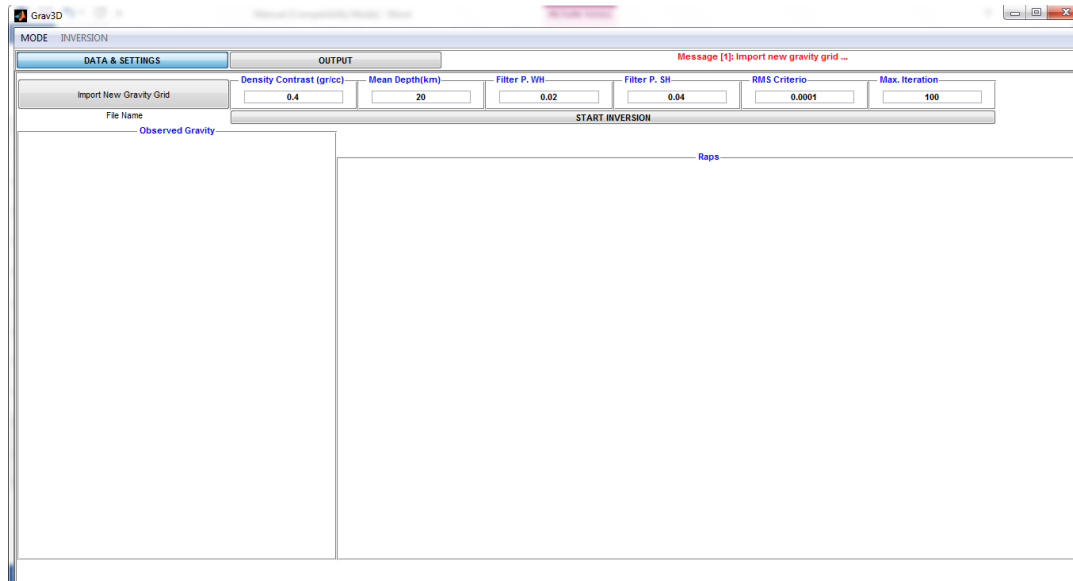 Grav3D
MODE INVERSION
DATA & SETTINGS OUTPUT Message [1]: Import new gravity grid ...
Density Contrast (gr/cc) Mean Depth(km) Filter P. WH Filter P. SH RMS Criterio Max. Iteration
Import New Gravity Grid 0.4 20 0.02 0.04 0.0001 100
File Name START INVERSION
Observed Gravity
Raps